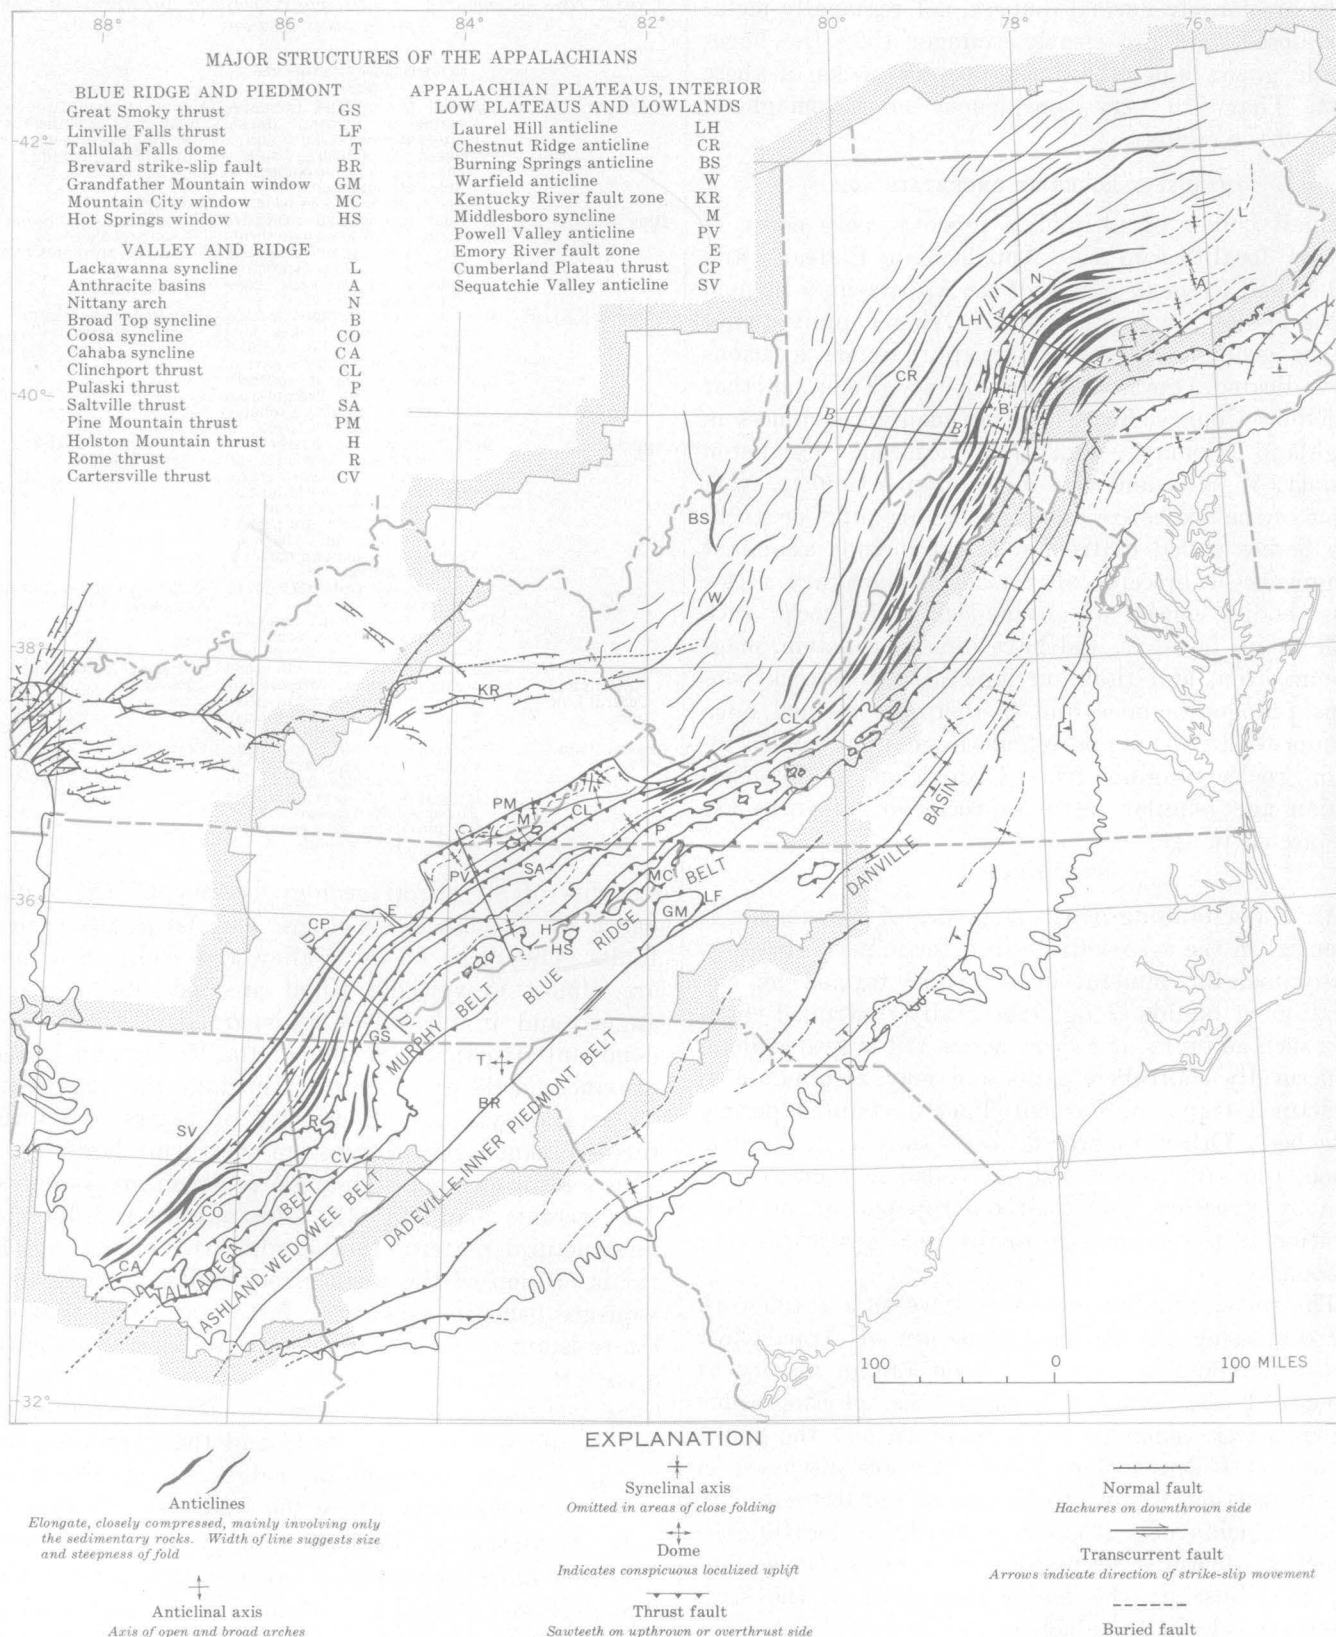 88°
86°
84°
82°
80°
78°
76°
MAJOR STRUCTURES OF THE APPALACHIANS
BLUE RIDGE AND PIEDMONT
Great Smoky thrust GS
Linville Falls thrust LF
Tallulah Falls dome T
Brevard strike-slip fault BR
Grandfather Mountain window GM
Mountain City window MC
Hot Springs window HS
VALLEY AND RIDGE
Lackawanna syncline L
Anthracite basins A
Nittany arch N
Broad Top syncline B
Coosa syncline CO
Cahaba syncline CA
Clinchport thrust CL
Pulaski thrust P
Saltville thrust SA
Pine Mountain thrust PM
Holston Mountain thrust H
Rome thrust R
Cartersville thrust CV
APPALACHIAN PLATEAUS, INTERIOR
LOW PLATEAUS AND LOWLANDS
Laurel Hill anticline LH
Chestnut Ridge anticline CR
Burning Springs anticline BS
Warfield anticline W
Kentucky River fault zone KR
Middlesboro syncline M
Powell Valley anticline PV
Emory River fault zone E
Cumberland Plateau thrust CP
Sequatchie Valley anticline SV
42°
40°
38°
36°
32°
L
N
A
LH
A
A'
CR
B
B
B'
BS
W
KR
CL
PM
M
CL
C
P
PV
SA
MC
LF
GM
E
CP
D
H
HS
DANVILLE BASIN
BLUE RIDGE BELT
MURPHY BELT
GS
T
BR
R
SV
CV
CO
CA
TALLADEGA BELT
ASHLAND-WEDOWEE BELT
DADEVILLE-INNER PIEDMONT BELT
100 0 100 MILES
EXPLANATION
Anticlines
Elongate, closely compressed, mainly involving only
the sedimentary rocks. Width of line suggests size
and steepness of fold
Anticlinal axis
Axis of open and broad arches
Synclinal axis
Omitted in areas of close folding
Dome
Indicates conspicuous localized uplift
Thrust fault
Sawteeth on upthrown or overthrust side
Normal fault
Hachures on downthrown side
Transcurrent fault
Arrows indicate direction of strike-slip movement
Buried fault